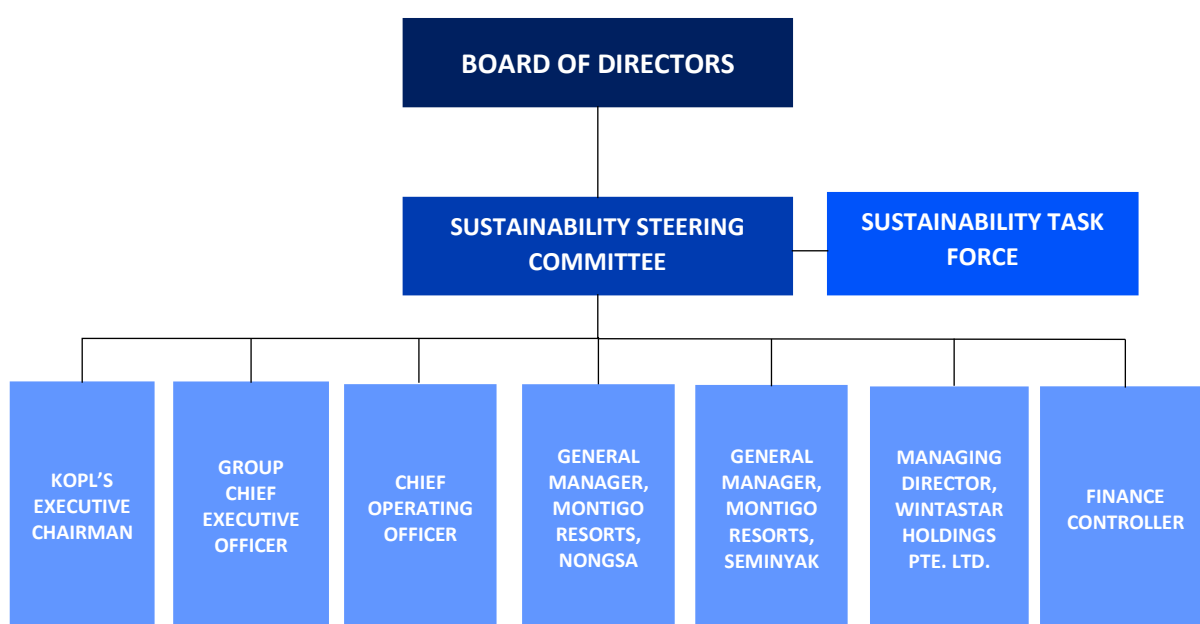 BOARD OF DIRECTORS
SUSTAINABILITY STEERING
COMMITTEE
SUSTAINABILITY TASK
FORCE
KOPL’S
EXECUTIVE
CHAIRMAN
GROUP
CHIEF
EXECUTIVE
OFFICER
CHIEF
OPERATING
OFFICER
GENERAL
MANAGER,
MONTIGO
RESORTS,
NONGSA
GENERAL
MANAGER,
MONTIGO
RESORTS,
SEMINYAK
MANAGING
DIRECTOR,
WINTASTAR
HOLDINGS
PTE. LTD.
FINANCE
CONTROLLER